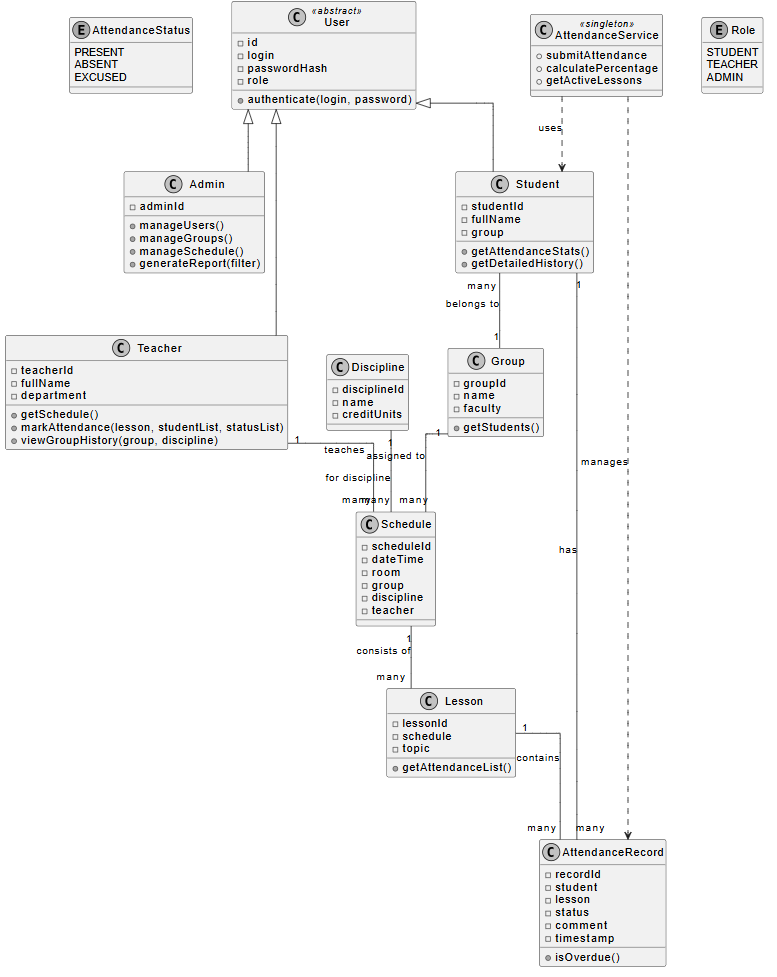 E AttendanceStatus
PRESENT
ABSENT
EXCUSED
C «abstract»
User
id
login
passwordHash
role
authenticate(login, password)
C «singleton»
AttendanceService
submitAttendance
calculatePercentage
getActiveLessons
E Role
STUDENT
TEACHER
ADMIN
uses
C Admin
adminId
manageUsers()
manageGroups()
manageSchedule()
generateReport(filter)
C Student
studentId
fullName
group
getAttendanceStats()
getDetailedHistory()
many
1
belongs to
1
C Teacher
teacherId
fullName
department
getSchedule()
markAttendance(lesson, studentList, statusList)
viewGroupHistory(group, discipline)
C Discipline
disciplineId
name
creditUnits
C Group
groupId
name
faculty
getStudents()
1
1
1
teaches
assigned to
manages
for discipline
many
many
many
C Schedule
scheduleId
dateTime
room
group
discipline
teacher
has
1
consists of
many
C Lesson
lessonId
schedule
topic
getAttendanceList()
1
contains
many
many
C AttendanceRecord
recordId
student
lesson
status
comment
timestamp
isOverdue()